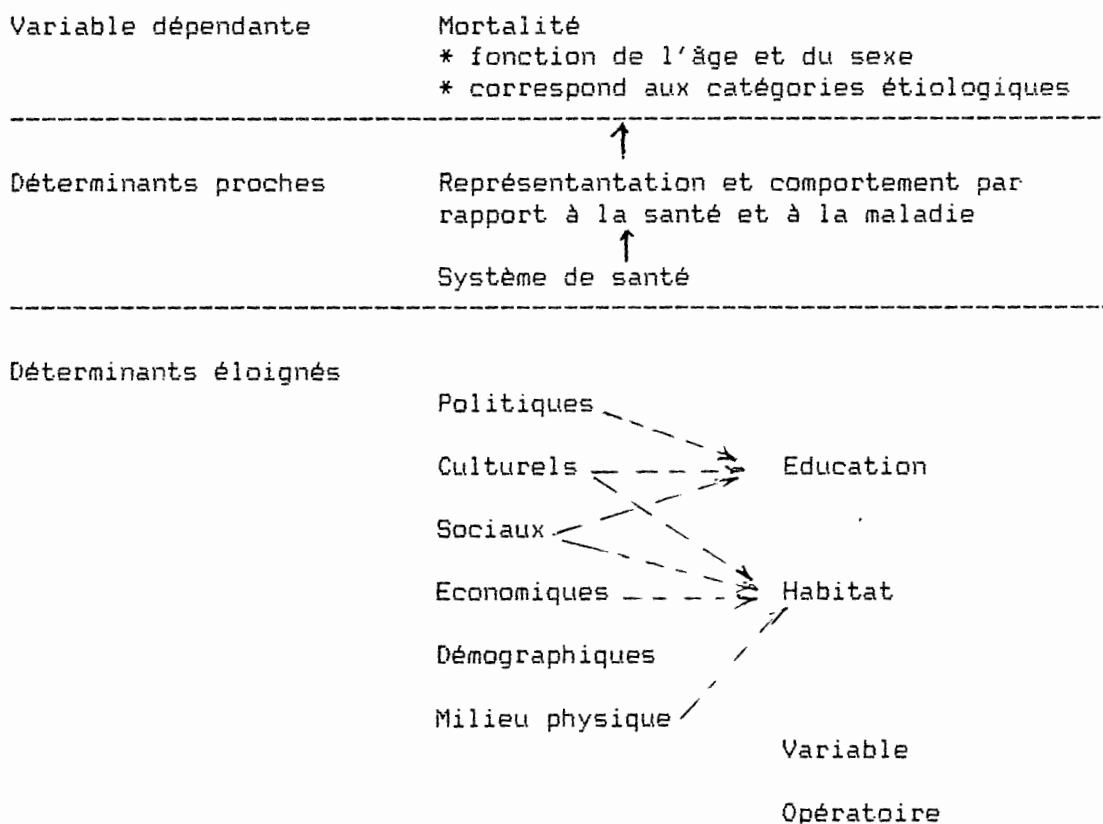 Variable dépendante Mortalité
* fonction de l'âge et du sexe
* correspond aux catégories étiologiques
Déterminants proches Représentantation et comportement par
rapport à la santé et à la maladie
Système de santé
Déterminants éloignés
Politiques
Culturels Education
Sociaux
Economiques Habitat
Démographiques
Milieu physique
Variable
Opératoire